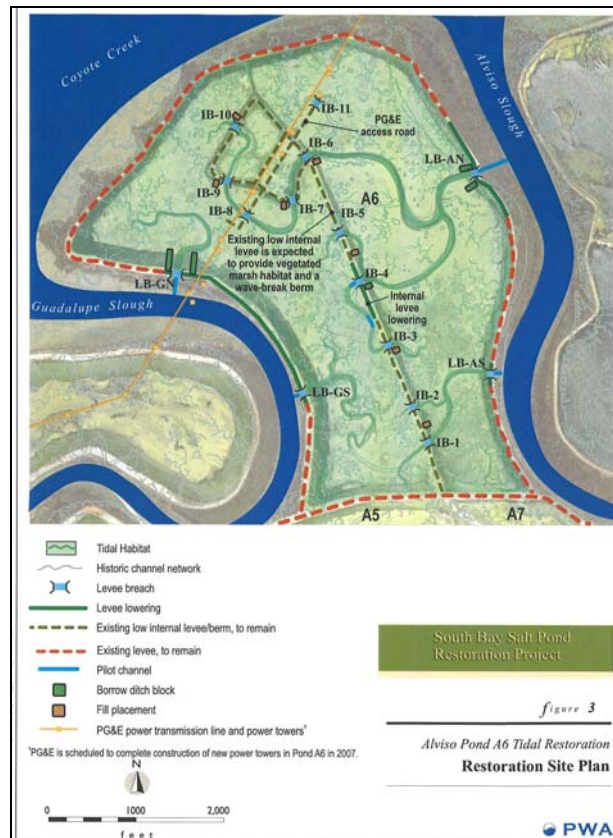 Coyote Creek
Alviso Slough
IB-10
IB-11
PG&E
access road
IB-6
LB-AN
IB-9
A6
IB-8
IB-7
IB-5
Existing low internal
levee is expected
to provide vegetated
marsh habitat and a
wave-break berm
IB-4
LB-GN
Internal
levee
lowering
Guadalupe Slough
IB-3
LB-AS
LB-GS
IB-2
IB-1
A5
A7
Tidal Habitat
Historic channel network
Levee breach
Levee lowering
Existing low internal levee/berm, to remain
Existing levee, to remain
Pilot channel
Borrow ditch block
Fill placement
PG&E power transmission line and power towers¹
¹PG&E is scheduled to complete construction of new power towers in Pond A6 in 2007.
N
0 1000 2,000
feet
South Bay Salt Pond
Restoration Project
figure 3
Alviso Pond A6 Tidal Restoration
Restoration Site Plan
PWA